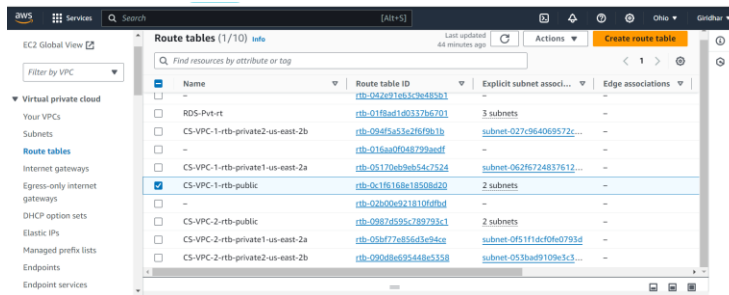 aws Services Search [Alt+S] Ohio Giridhar
EC2 Global View
Filter by VPC
Virtual private cloud
Your VPCs
Subnets
Route tables
Internet gateways
Egress-only internet gateways
DHCP option sets
Elastic IPs
Managed prefix lists
Endpoints
Endpoint services
Route tables (1/10) Info
Last updated 44 minutes ago
Actions
Create route table
Find resources by attribute or tag
1
Name Route table ID Explicit subnet associ... Edge associations
– rtb-042e91e63c9e485b1 –
RDS-Pvt-rt rtb-01f8ad1d0337b6701 3 subnets –
CS-VPC-1-rtb-private2-us-east-2b rtb-094f5a53e2f6f9b1b subnet-027c964069572c... –
– rtb-016aa0f048799aedf – –
CS-VPC-1-rtb-private1-us-east-2a rtb-05170eb9eb54c7524 subnet-062f6724837612... –
CS-VPC-1-rtb-public rtb-0c1f6168e18508d20 2 subnets –
– rtb-02b00e921810fdfbd – –
CS-VPC-2-rtb-public rtb-0987d595c789793c1 2 subnets –
CS-VPC-2-rtb-private1-us-east-2a rtb-05bf77e856d3e94ce subnet-0f51f1dcf0fe0793d –
CS-VPC-2-rtb-private2-us-east-2b rtb-090d8e695448e5358 subnet-053bad9109e3c3... –